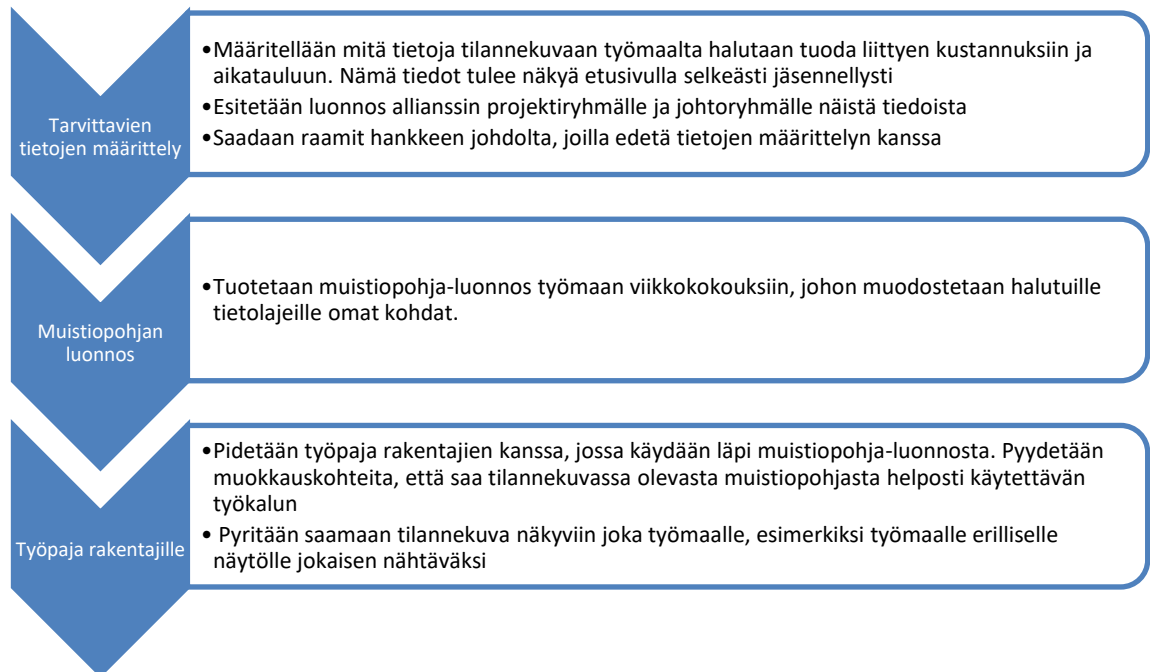 Tarvittavien
tietojen määrittely
•Määritellään mitä tietoja tilannekuvaan työmaalta halutaan tuoda liittyen kustannuksiin ja
aikatauluun. Nämä tiedot tulee näkyä etusivulla selkeästi jäsennellysti
•Esitetään luonnos allianssin projektiryhmälle ja johtoryhmälle näistä tiedoista
•Saadaan raamit hankkeen johdolta, joilla edetä tietojen määrittelyn kanssa
Muistiopohjan
luonnos
•Tuotetaan muistiopohja-luonnos työmaan viikkokokouksiin, johon muodostetaan halutuille
tietolajeille omat kohdat.
Työpaja rakentajille
•Pidetään työpaja rakentajien kanssa, jossa käydään läpi muistiopohja-luonnosta. Pyydetään
muokkauskohteita, että saa tilannekuvassa olevasta muistiopohjasta helposti käytettävän
työkalun
• Pyritään saamaan tilannekuva näkyviin joka työmaalle, esimerkiksi työmaalle erilliselle
näytölle jokaisen nähtäväksi